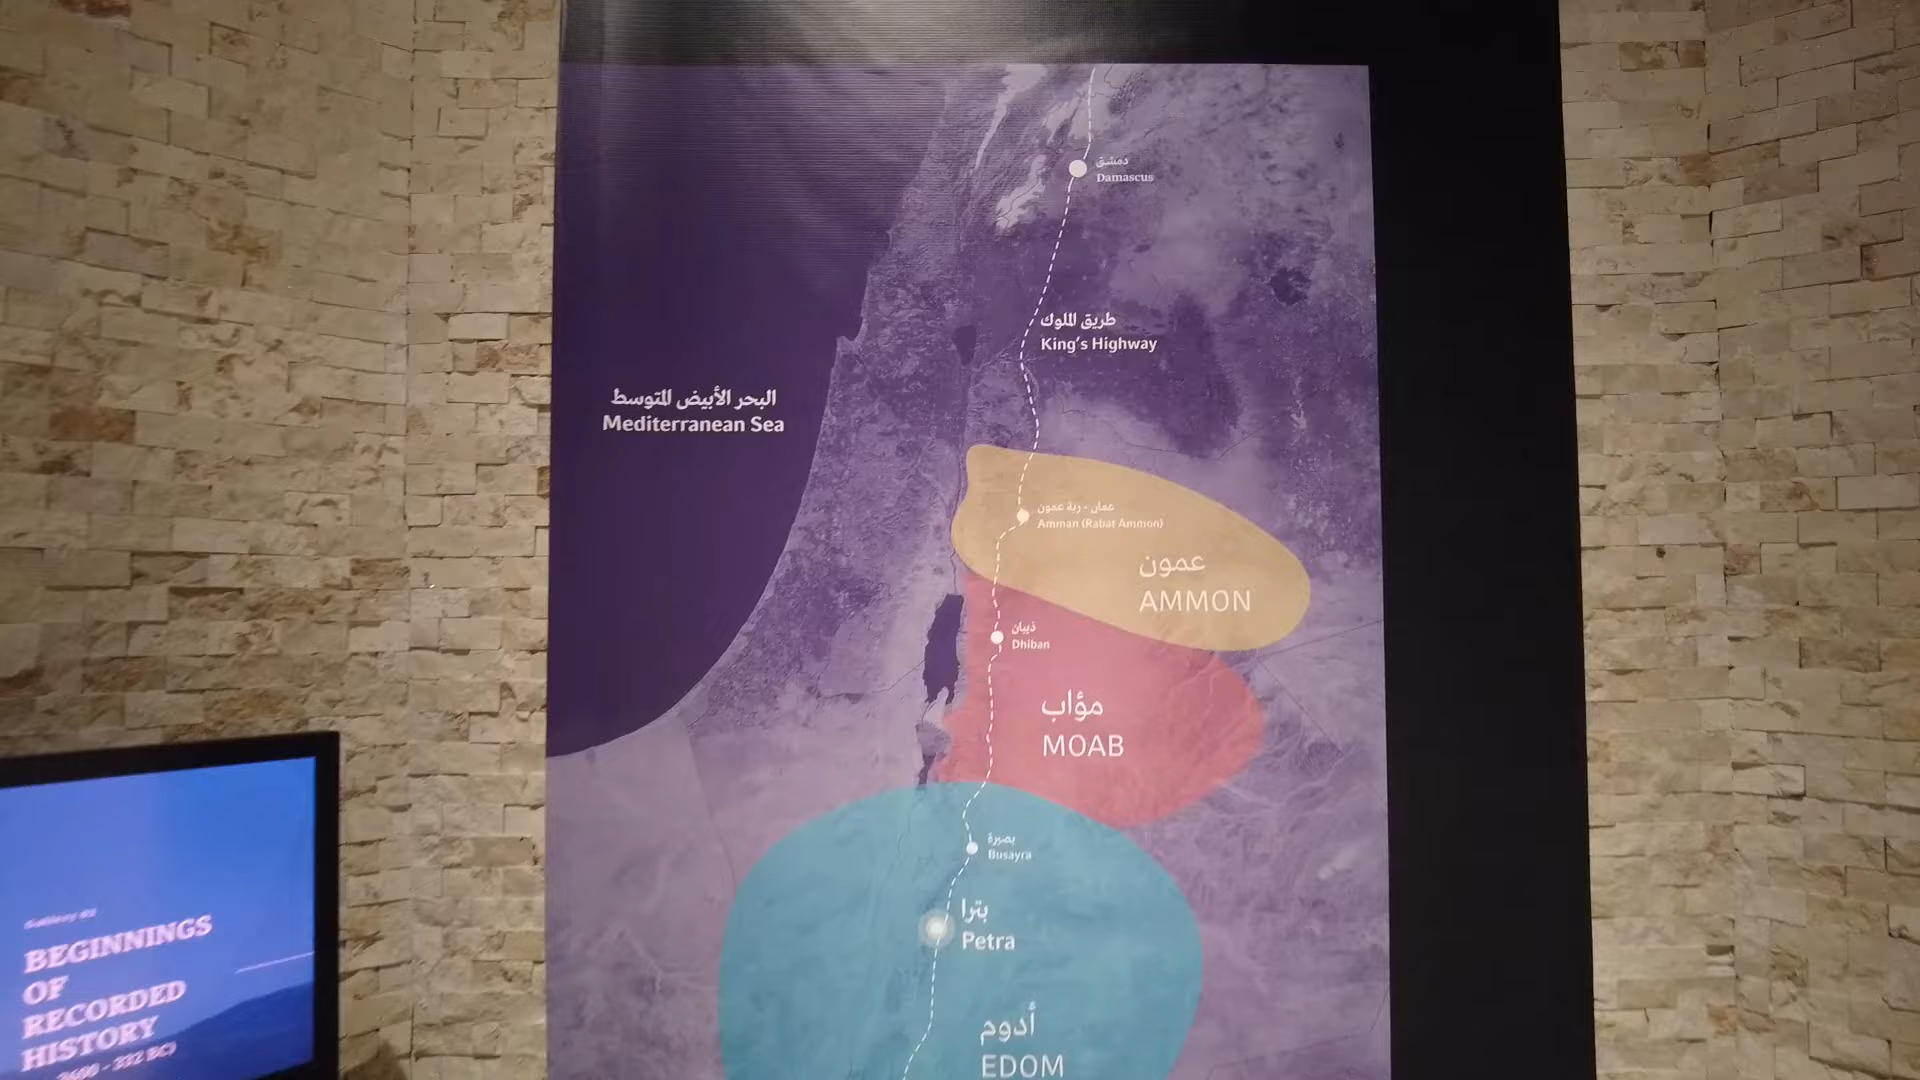 دمشق
Damascus
طريق الملوك
King's Highway
البحر الأبيض المتوسط
Mediterranean Sea
عمان - ربة عمون
Amman (Rabat Ammon)
عمون
AMMON
ذيبان
Dhiban
مؤاب
MOAB
بصيرة
Busayra
بترا
Petra
أدوم
EDOM
BEGINNINGS
OF
RECORDED
HISTORY